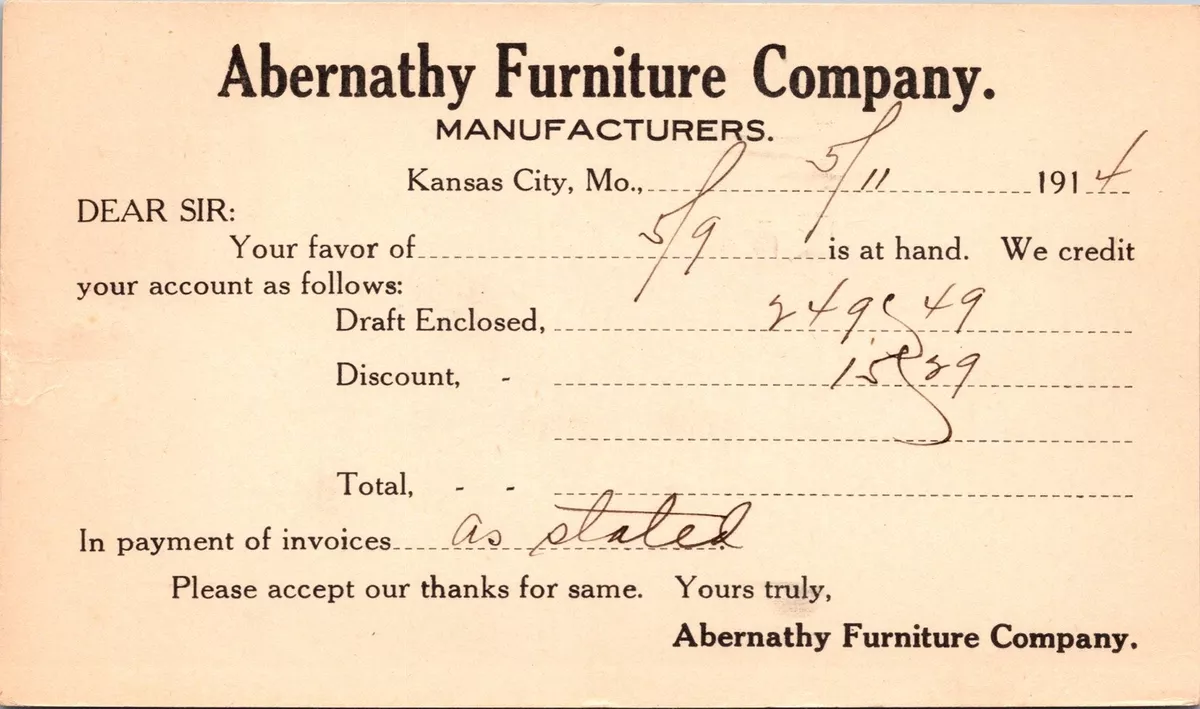 Abernathy Furniture Company.
MANUFACTURERS.
Kansas City, Mo., 5/11 1914
DEAR SIR:
Your favor of 5/9 is at hand. We credit
your account as follows:
Draft Enclosed, 249 49
Discount, - 15 29
Total, - -
In payment of invoices as stated
Please accept our thanks for same. Yours truly,
Abernathy Furniture Company.